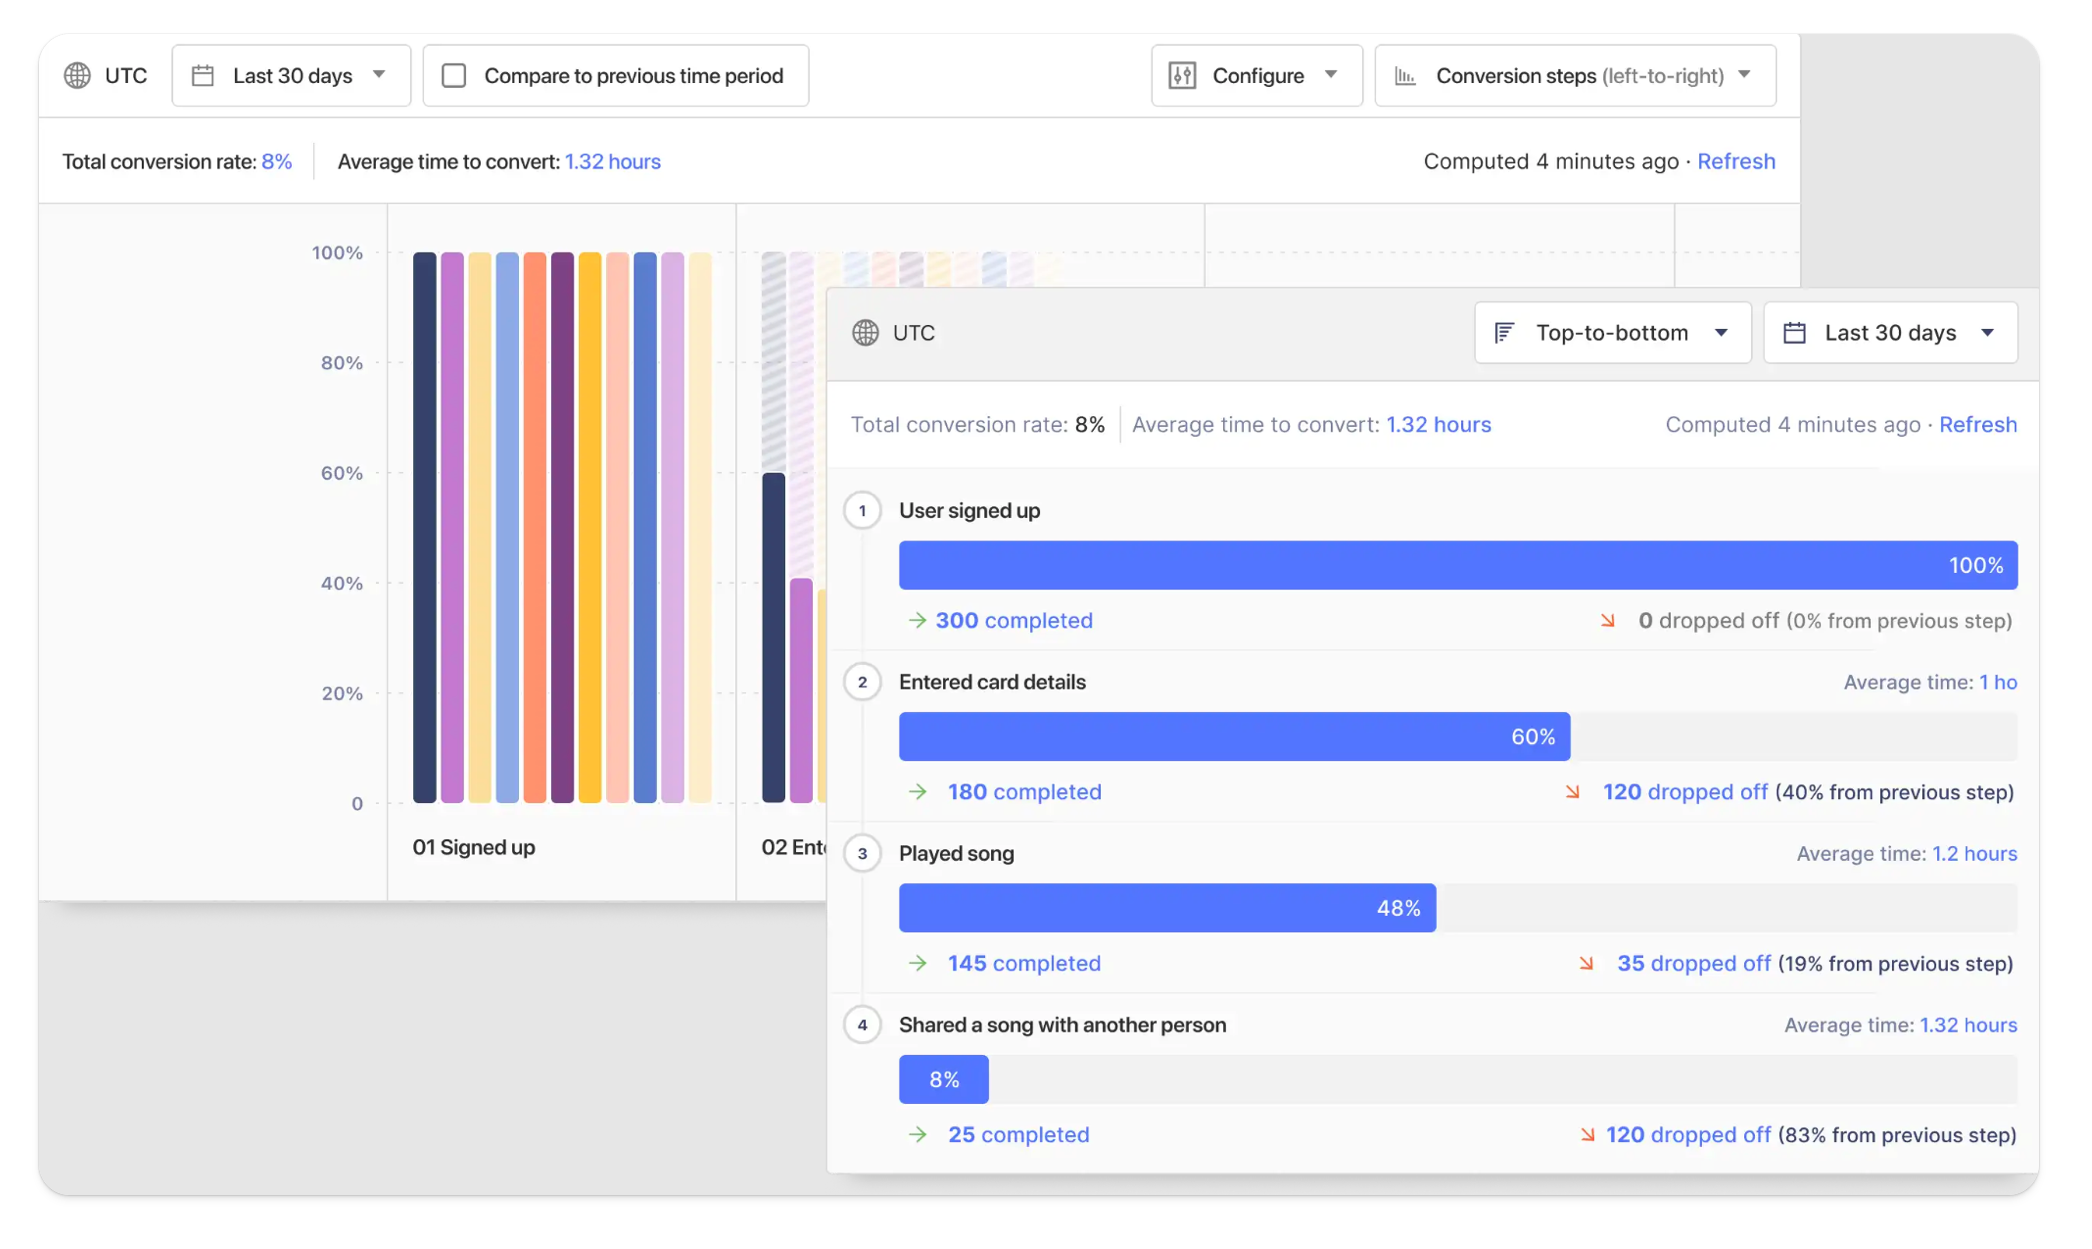 UTC
Last 30 days
Compare to previous time period
Configure
Conversion steps (left-to-right)
Total conversion rate: 8%
Average time to convert: 1.32 hours
Computed 4 minutes ago · Refresh
100%
80%
60%
40%
20%
0
01 Signed up
02 Ente
UTC
Top-to-bottom
Last 30 days
Total conversion rate: 8%
Average time to convert: 1.32 hours
Computed 4 minutes ago · Refresh
1
User signed up
100%
300 completed
0 dropped off (0% from previous step)
2
Entered card details
Average time: 1 ho
60%
180 completed
120 dropped off (40% from previous step)
3
Played song
Average time: 1.2 hours
48%
145 completed
35 dropped off (19% from previous step)
4
Shared a song with another person
Average time: 1.32 hours
8%
25 completed
120 dropped off (83% from previous step)